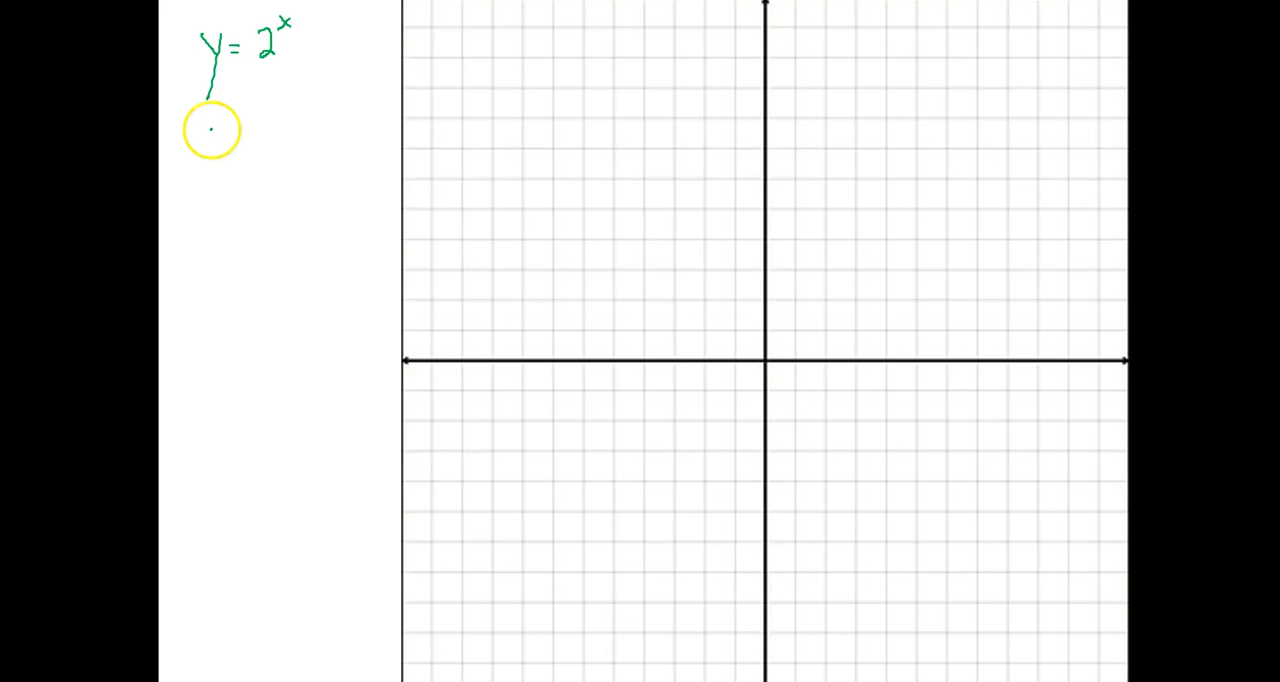 y = 2^x